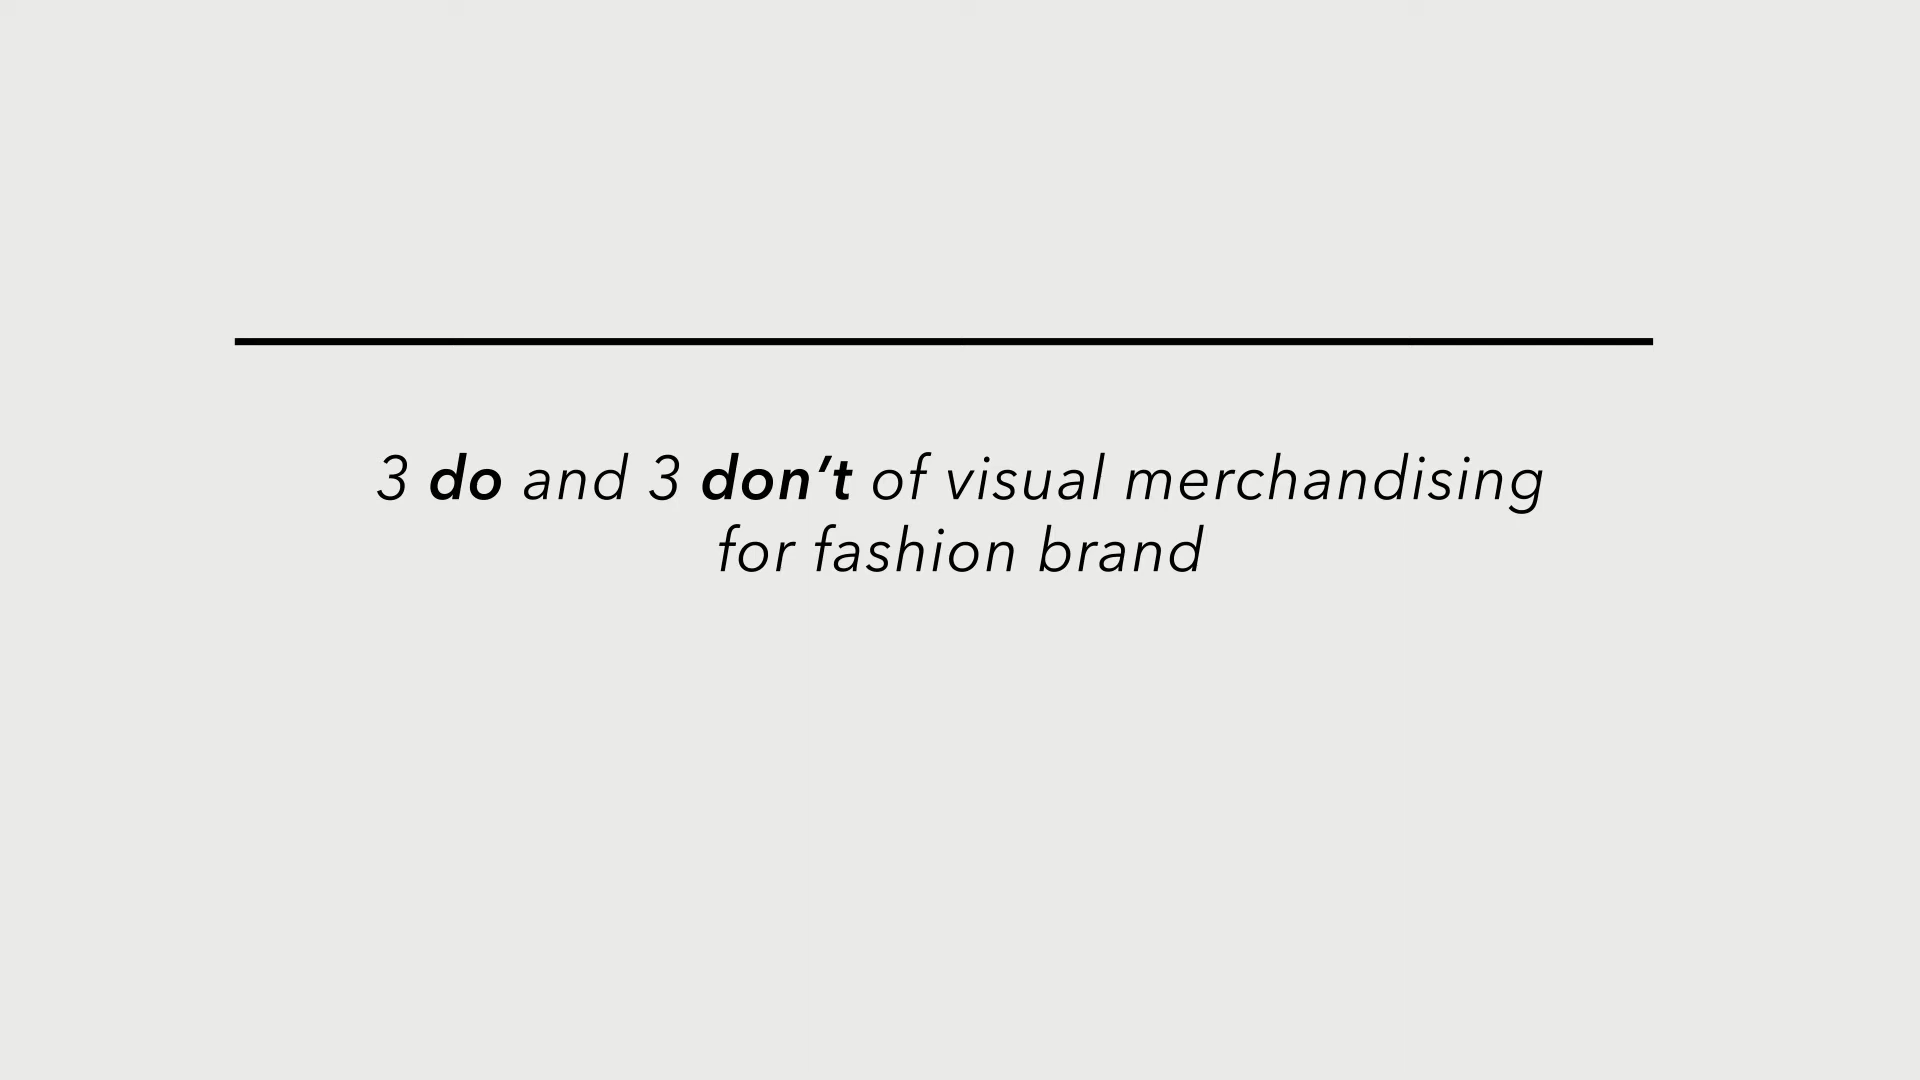 3 do and 3 don’t of visual merchandising
for fashion brand